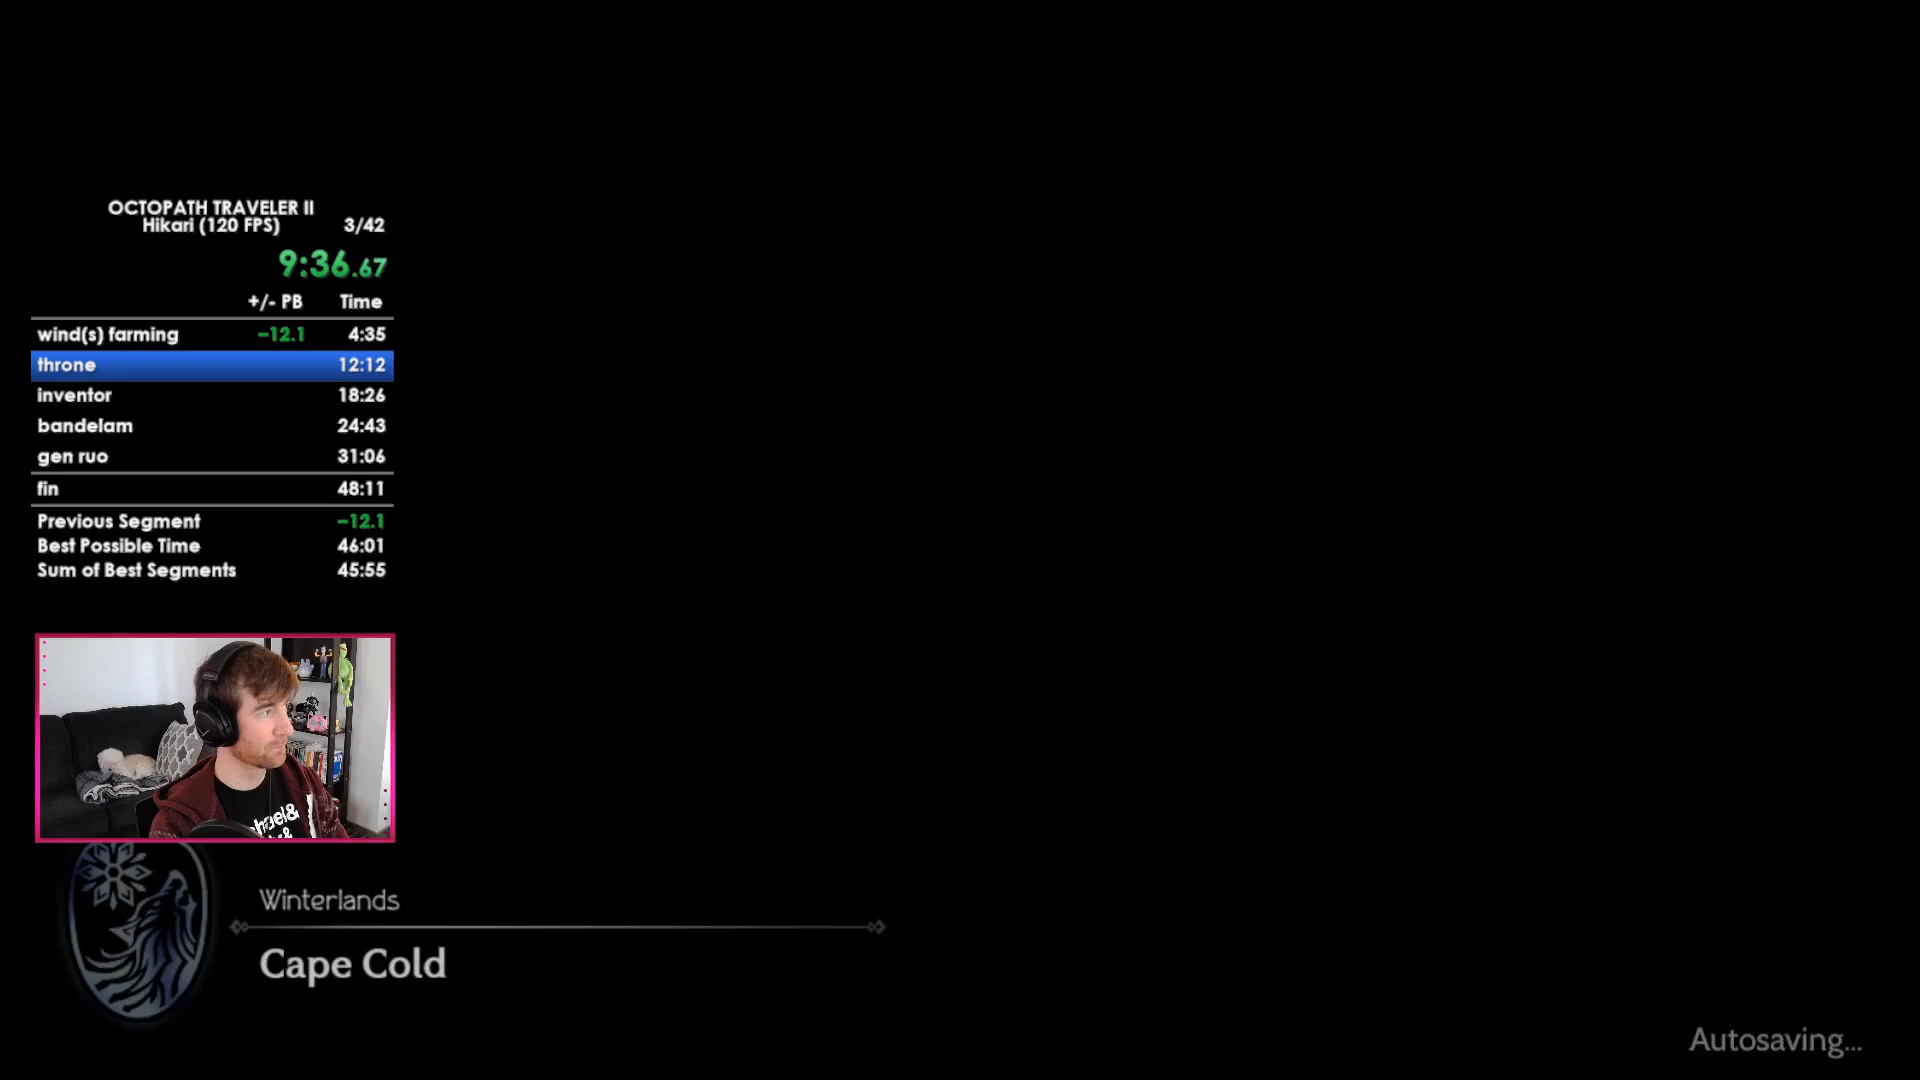 OCTOPATH TRAVELER II
Hikari (120 FPS) 3/42
9:36.67
+/- PB Time
wind(s) farming −12.1 4:35
throne 12:12
inventor 18:26
bandelam 24:43
gen ruo 31:06
fin 48:11
Previous Segment −12.1
Best Possible Time 46:01
Sum of Best Segments 45:55
Winterlands
Cape Cold
Autosaving...